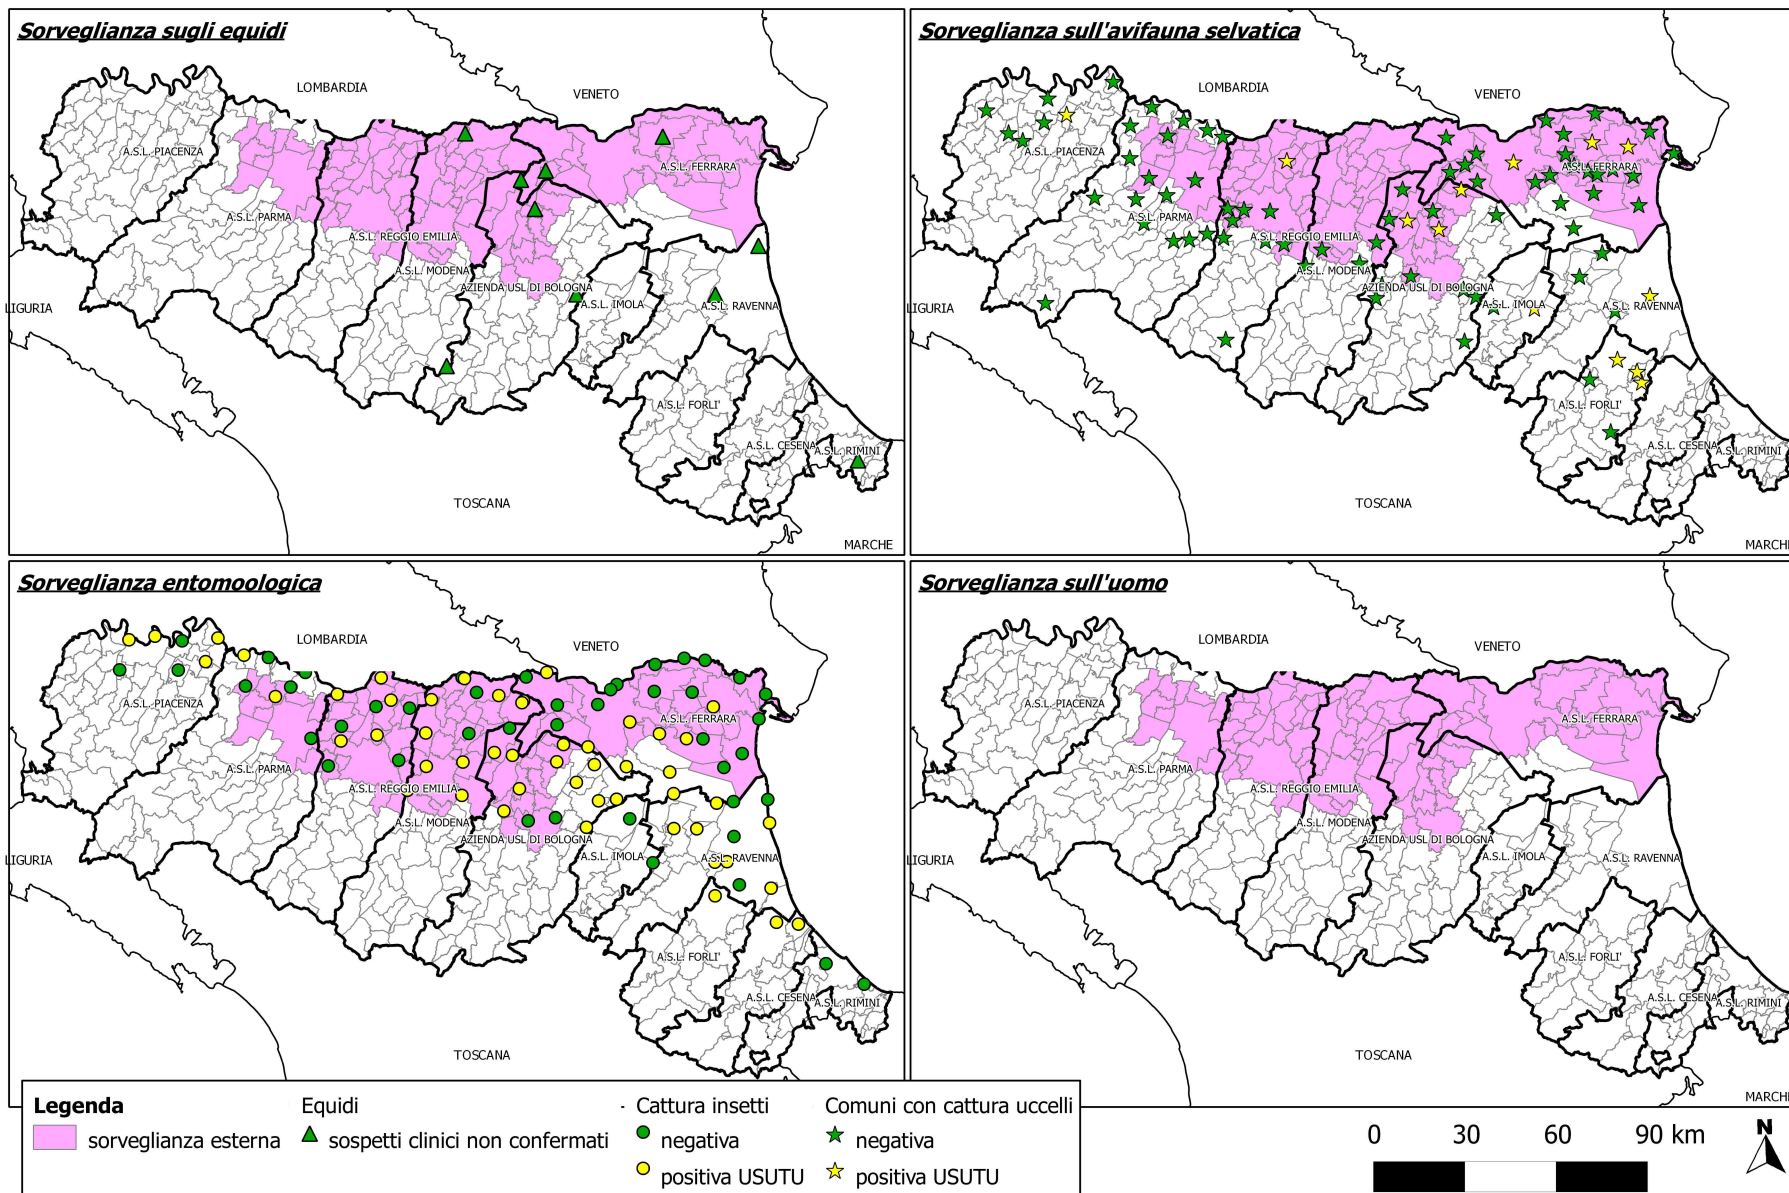 Sorveglianza sugli equidi
LOMBARDIA
VENETO
A.S.L. PIACENZA
A.S.L. FERRARA
A.S.L. PARMA
A.S.L. REGGIO EMILIA
A.S.L. MODENA
AZIENDA USL DI BOLOGNA
A.S.L. IMOLA
A.S.L. RAVENNA
LIGURIA
A.S.L. FORLI'
A.S.L. CESENA
A.S.L. RIMINI
TOSCANA
MARCHE
Sorveglianza sull'avifauna selvatica
LOMBARDIA
VENETO
A.S.L. PIACENZA
A.S.L. FERRARA
A.S.L. PARMA
A.S.L. REGGIO EMILIA
A.S.L. MODENA
AZIENDA USL DI BOLOGNA
A.S.L. IMOLA
A.S.L. RAVENNA
LIGURIA
A.S.L. FORLI'
A.S.L. CESENA
A.S.L. RIMINI
TOSCANA
MARCHE
Sorveglianza entomoologica
LOMBARDIA
VENETO
A.S.L. PIACENZA
A.S.L. FERRARA
A.S.L. PARMA
A.S.L. REGGIO EMILIA
A.S.L. MODENA
AZIENDA USL DI BOLOGNA
A.S.L. IMOLA
A.S.L. RAVENNA
LIGURIA
A.S.L. FORLI'
A.S.L. CESENA
A.S.L. RIMINI
TOSCANA
Sorveglianza sull'uomo
LOMBARDIA
VENETO
A.S.L. PIACENZA
A.S.L. FERRARA
A.S.L. PARMA
A.S.L. REGGIO EMILIA
A.S.L. MODENA
AZIENDA USL DI BOLOGNA
A.S.L. IMOLA
A.S.L. RAVENNA
LIGURIA
A.S.L. FORLI'
A.S.L. CESENA
A.S.L. RIMINI
TOSCANA
MARCHE
Legenda
sorveglianza esterna
Equidi
sospetti clinici non confermati
- Cattura insetti
negativa
positiva USUTU
Comuni con cattura uccelli
negativa
positiva USUTU
0 30 60 90 km
N